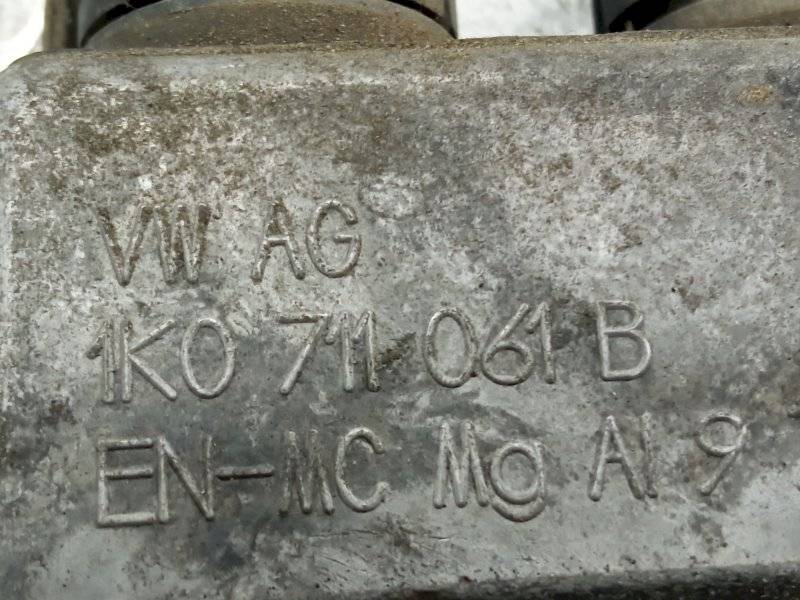 VW AG
1K0 711 061 B
EN-MC Mg Al 9